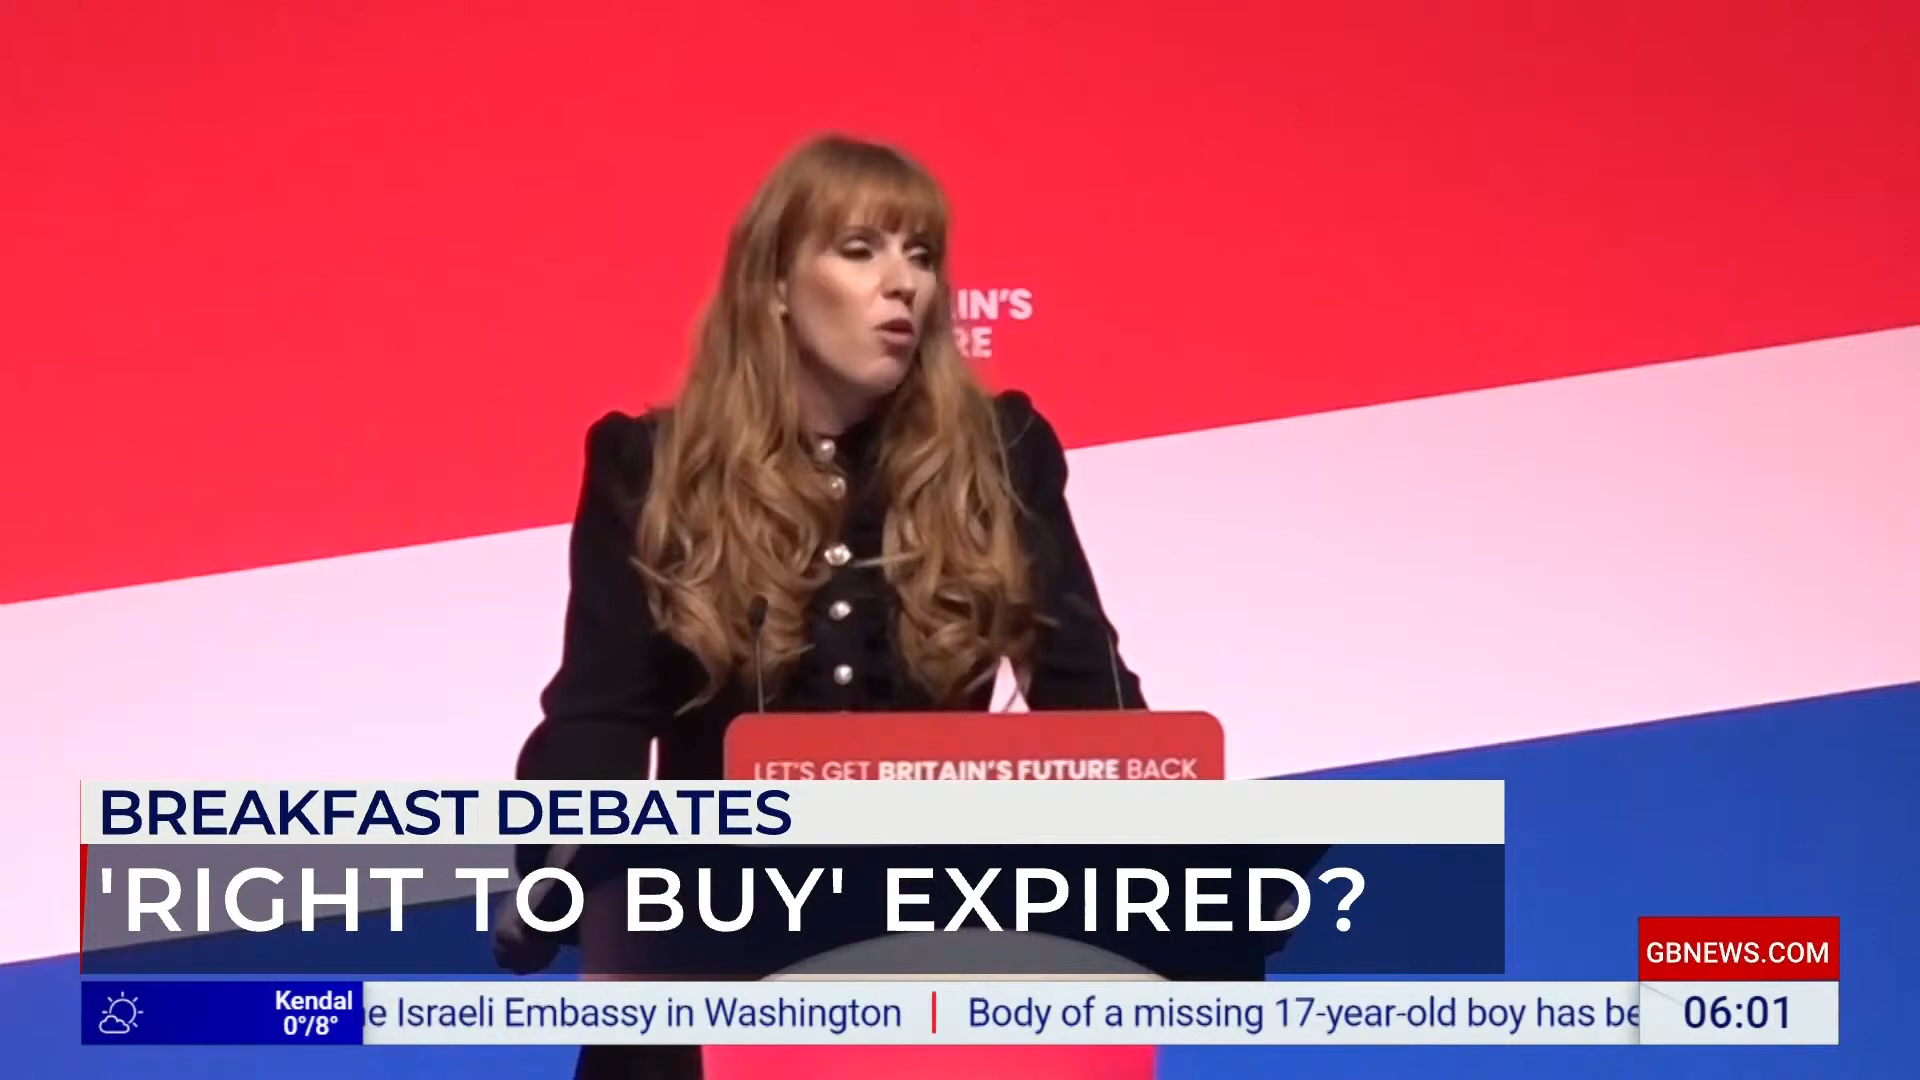 IN'S
RE
LET'S GET BRITAIN'S FUTURE BACK
BREAKFAST DEBATES
'RIGHT TO BUY' EXPIRED?
GBNEWS.COM
Kendal
0°/8°
e Israeli Embassy in Washington | Body of a missing 17-year-old boy has be
06:01